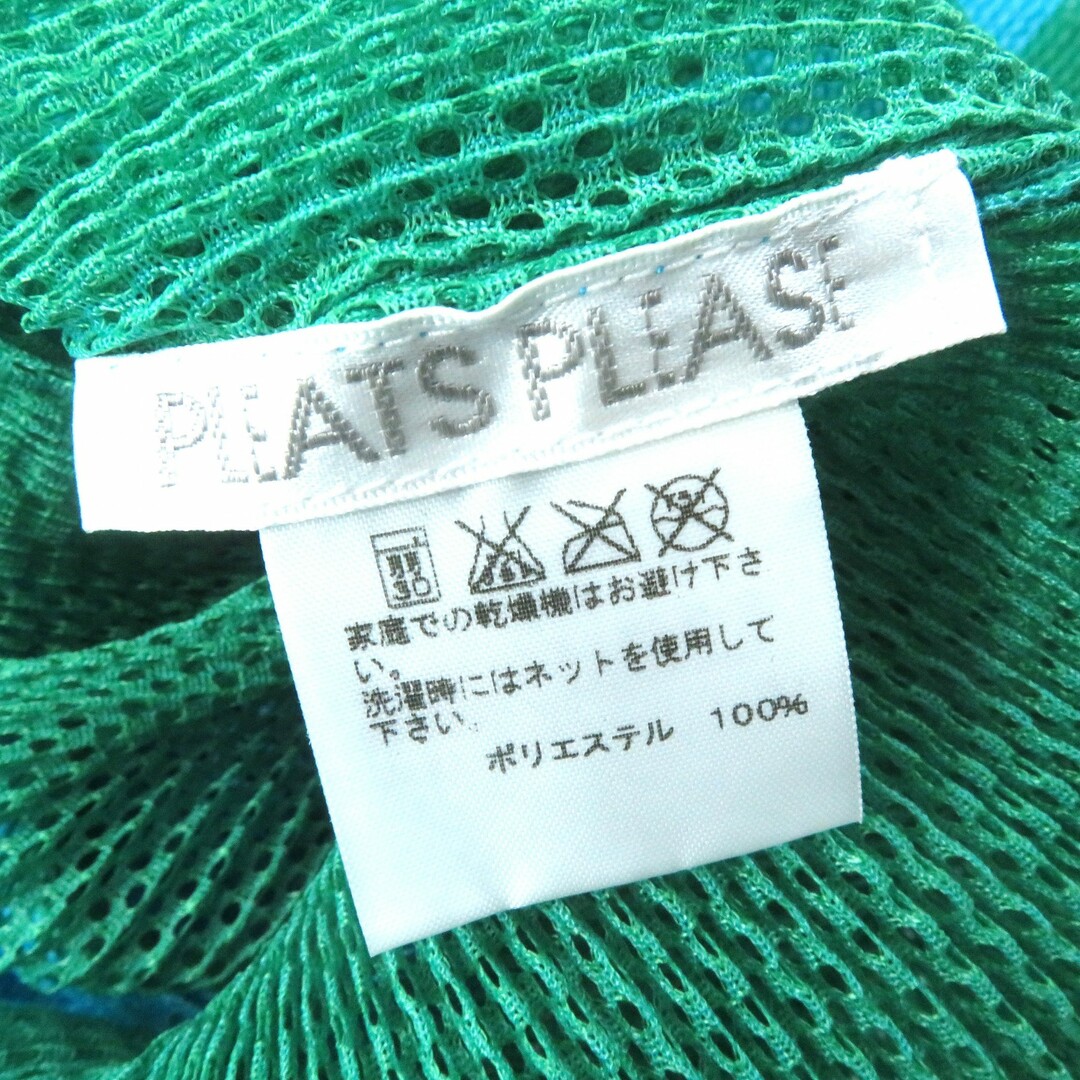 PLEATS PLEASE
30
家庭での乾燥機はお避け下さ
い。
洗濯時にはネットを使用して
下さい。
ポリエステル 100%